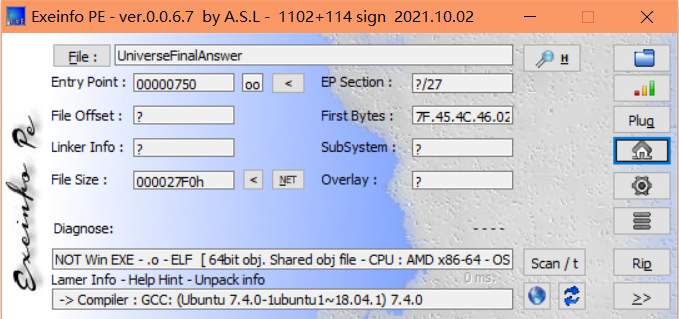 Exeinfo PE - ver.0.0.6.7  by A.S.L -  1102+114 sign  2021.10.02
File : UniverseFinalAnswer H
Entry Point : 00000750 oo < EP Section : ?/27
File Offset : ? First Bytes : 7F.45.4C.46.02 Plug
Linker Info : ? SubSystem : ?
File Size : 000027F0h < NET Overlay : ?
Diagnose: - - - -
NOT Win EXE - .o - ELF  [ 64bit obj. Shared obj file - CPU : AMD x86-64 - OS Scan / t Rip
Lamer Info - Help Hint - Unpack info 0 ms.
-> Compiler : GCC: (Ubuntu 7.4.0-1ubuntu1~18.04.1) 7.4.0 >>
Exeinfo Pe